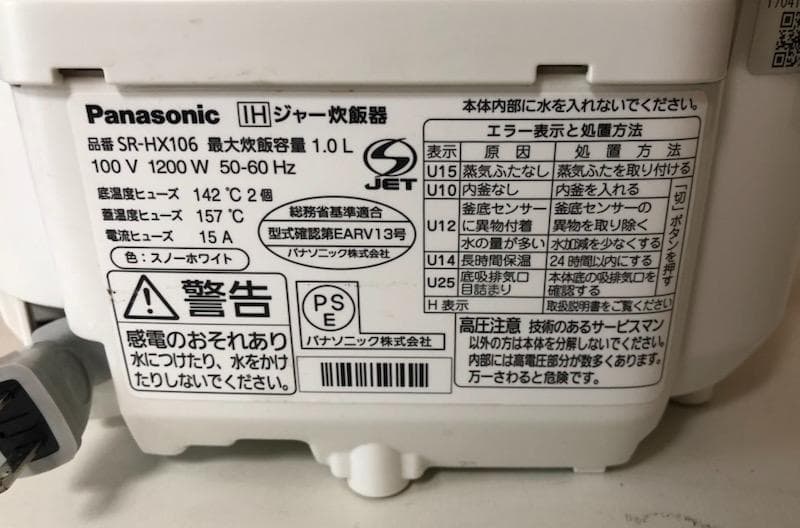 Panasonic IH ジャー炊飯器
品番 SR-HX106 最大炊飯容量 1.0 L
100 V 1200 W 50-60 Hz
底温度ヒューズ 142 ℃ 2 個
蓋温度ヒューズ 157 ℃
電流ヒューズ 15 A
色：スノーホワイト
S
JET
総務省基準適合
型式確認第EARV13号
パナソニック株式会社
警告
感電のおそれあり
水につけたり、水をかけ
たりしないでください。
PS
E
パナソニック株式会社
本体内部に水を入れないでください。
エラー表示と処置方法
表示 原因 処置方法
U15 蒸気ふたなし 蒸気ふたを取り付ける
U10 内釜なし 内釜を入れる
U12 釜底センサー 釜底センサーの
に異物付着 異物を取り除く
水の量が多い 水加減を少なくする
U14 長時間保温 24時間以内にする
U25 底吸排気口 本体底の吸排気口を
目詰まり 確認する
「切」ボタンを押す
H 表示 取扱説明書をご覧ください
高圧注意 技術のあるサービスマン
以外の方は本体を分解しないでください。
内部には高電圧部分が数多くあります。
万一さわると危険です。